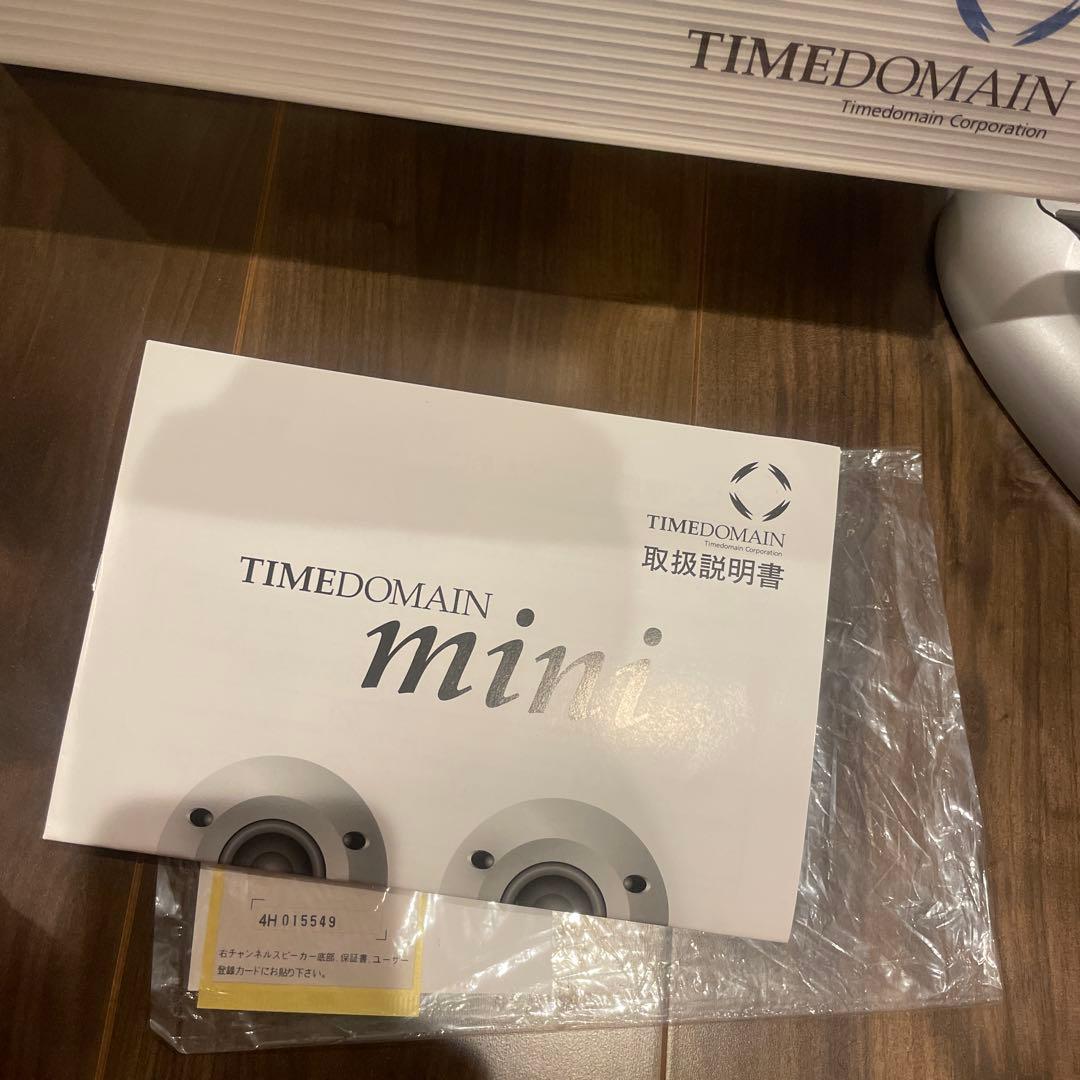 TIMEDOMAIN
Timedomain Corporation
TIMEDOMAIN
Timedomain Corporation
取扱説明書
TIMEDOMAIN
mini
4H 015549
右チャンネルスピーカー底部、保証書、ユーザー
登録カードにお貼り下さい。